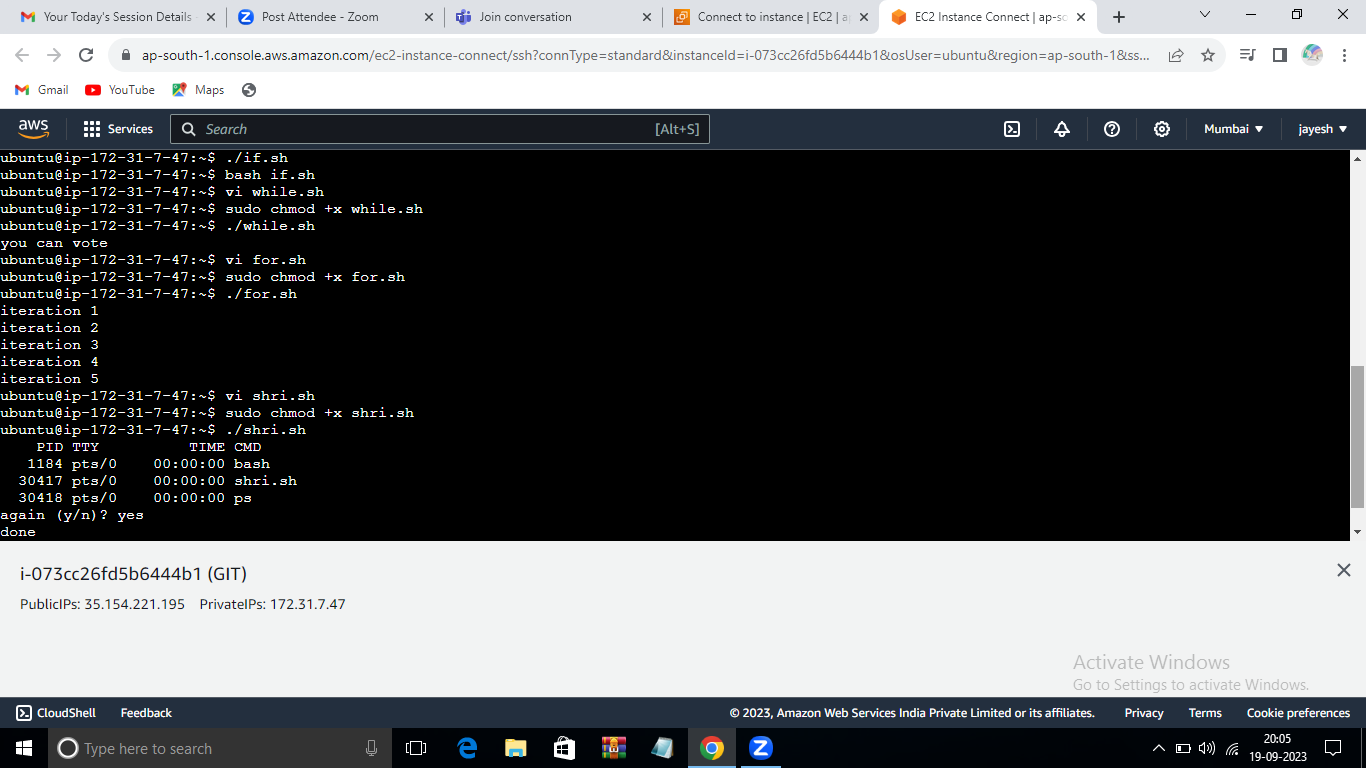 Your Today's Session Details
Post Attendee - Zoom
Join conversation
Connect to instance | EC2 | a
EC2 Instance Connect | ap-so
ap-south-1.console.aws.amazon.com/ec2-instance-connect/ssh?connType=standard&instanceId=i-073cc26fd5b6444b1&osUser=ubuntu&region=ap-south-1&ss...
Gmail YouTube Maps
aws Services Search [Alt+S] Mumbai jayesh
ubuntu@ip-172-31-7-47:~$ ./if.sh
ubuntu@ip-172-31-7-47:~$ bash if.sh
ubuntu@ip-172-31-7-47:~$ vi while.sh
ubuntu@ip-172-31-7-47:~$ sudo chmod +x while.sh
ubuntu@ip-172-31-7-47:~$ ./while.sh
you can vote
ubuntu@ip-172-31-7-47:~$ vi for.sh
ubuntu@ip-172-31-7-47:~$ sudo chmod +x for.sh
ubuntu@ip-172-31-7-47:~$ ./for.sh
iteration 1
iteration 2
iteration 3
iteration 4
iteration 5
ubuntu@ip-172-31-7-47:~$ vi shri.sh
ubuntu@ip-172-31-7-47:~$ sudo chmod +x shri.sh
ubuntu@ip-172-31-7-47:~$ ./shri.sh
PID TTY TIME CMD
1184 pts/0 00:00:00 bash
30417 pts/0 00:00:00 shri.sh
30418 pts/0 00:00:00 ps
again (y/n)? yes
done
i-073cc26fd5b6444b1 (GIT)
PublicIPs: 35.154.221.195 PrivateIPs: 172.31.7.47
Activate Windows
Go to Settings to activate Windows.
CloudShell Feedback © 2023, Amazon Web Services India Private Limited or its affiliates. Privacy Terms Cookie preferences
Type here to search
20:05
19-09-2023